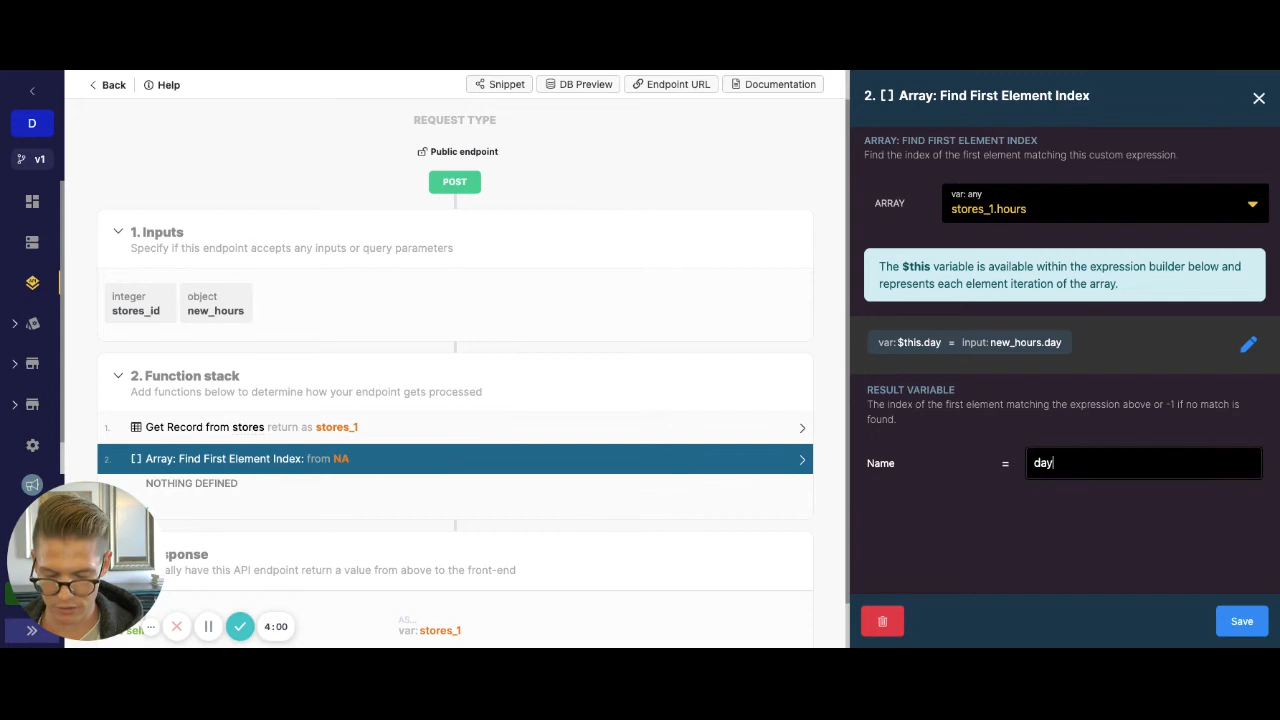 Back
Help
Snippet
DB Preview
Endpoint URL
Documentation
D
v1
REQUEST TYPE
Public endpoint
POST
1. Inputs
Specify if this endpoint accepts any inputs or query parameters
integer
stores_id
object
new_hours
2. Function stack
Add functions below to determine how your endpoint gets processed
1. Get Record from stores return as stores_1
2. [ ] Array: Find First Element Index: from NA
NOTHING DEFINED
sponse
ally have this API endpoint return a value from above to the front-end
sel
AS...
var: stores_1
4:00
2. [ ] Array: Find First Element Index
ARRAY: FIND FIRST ELEMENT INDEX
Find the index of the first element matching this custom expression.
ARRAY
var: any
stores_1.hours
The $this variable is available within the expression builder below and
represents each element iteration of the array.
var: $this.day = input: new_hours.day
RESULT VARIABLE
The index of the first element matching the expression above or -1 if no match is
found.
Name = day
Save